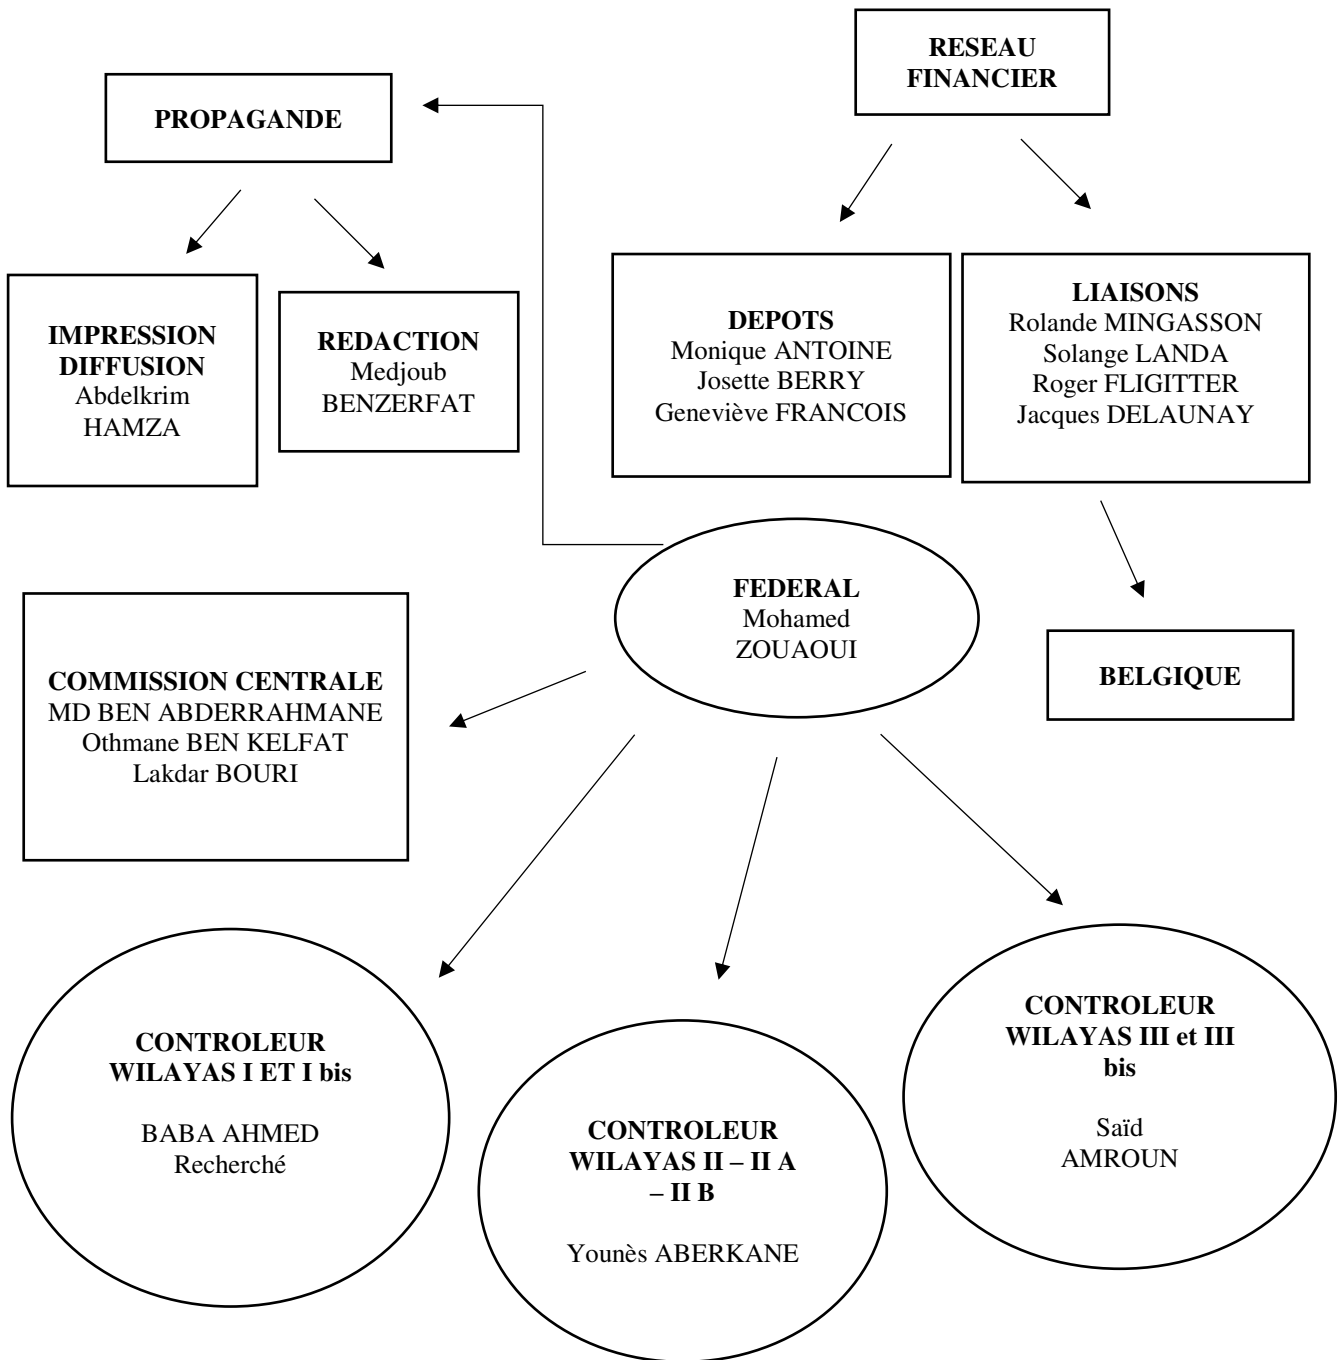 RESEAU
FINANCIER
PROPAGANDE
IMPRESSION
DIFFUSION
Abdelkrim
HAMZA
REDACTION
Medjoub
BENZERFAT
DEPOTS
Monique ANTOINE
Josette BERRY
Geneviève FRANCOIS
LIAISONS
Rolande MINGASSON
Solange LANDA
Roger FLIGITTER
Jacques DELAUNAY
FEDERAL
Mohamed
ZOUAOUI
BELGIQUE
COMMISSION CENTRALE
MD BEN ABDERRAHMANE
Othmane BEN KELFAT
Lakdar BOURI
CONTROLEUR
WILAYAS I ET I bis
BABA AHMED
Recherché
CONTROLEUR
WILAYAS II – II A
– II B
Younès ABERKANE
CONTROLEUR
WILAYAS III et III
bis
Saïd
AMROUN